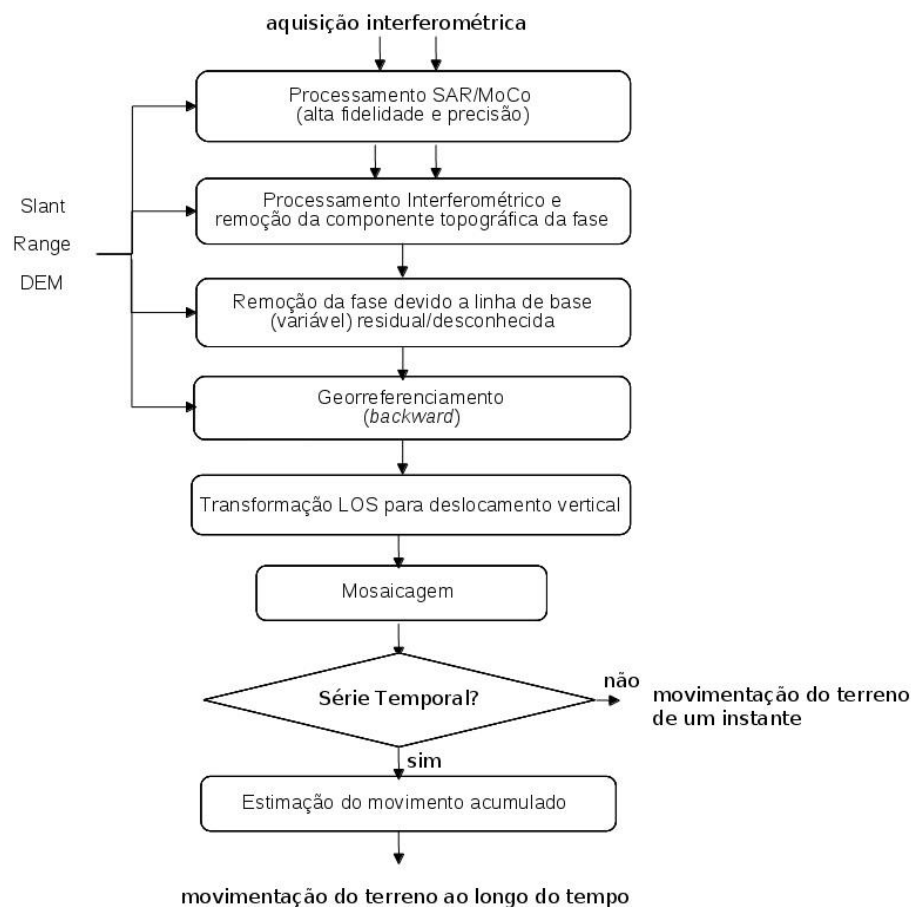 aquisição interferométrica
Processamento SAR/MoCo
(alta fidelidade e precisão)
Processamento Interferométrico e
remoção da componente topográfica da fase
Slant
Range
DEM
Remoção da fase devido a linha de base
(variável) residual/desconhecida
Georreferenciamento
(backward)
Transformação LOS para deslocamento vertical
Mosaicagem
Série Temporal?
não
movimentação do terreno
de um instante
sim
Estimação do movimento acumulado
movimentação do terreno ao longo do tempo